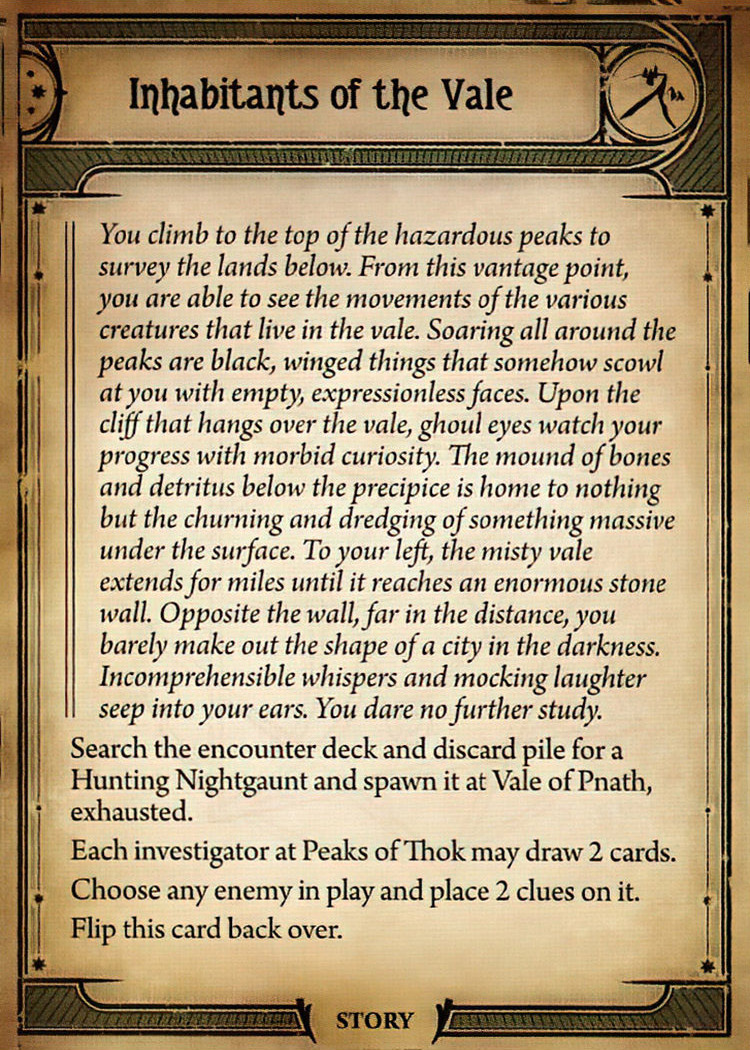 Inhabitants of the Vale
You climb to the top of the hazardous peaks to
survey the lands below. From this vantage point,
you are able to see the movements of the various
creatures that live in the vale. Soaring all around the
peaks are black, winged things that somehow scowl
at you with empty, expressionless faces. Upon the
cliff that hangs over the vale, ghoul eyes watch your
progress with morbid curiosity. The mound of bones
and detritus below the precipice is home to nothing
but the churning and dredging of something massive
under the surface. To your left, the misty vale
extends for miles until it reaches an enormous stone
wall. Opposite the wall, far in the distance, you
barely make out the shape of a city in the darkness.
Incomprehensible whispers and mocking laughter
seep into your ears. You dare no further study.
Search the encounter deck and discard pile for a
Hunting Nightgaunt and spawn it at Vale of Pnath,
exhausted.
Each investigator at Peaks of Thok may draw 2 cards.
Choose any enemy in play and place 2 clues on it.
Flip this card back over.
STORY